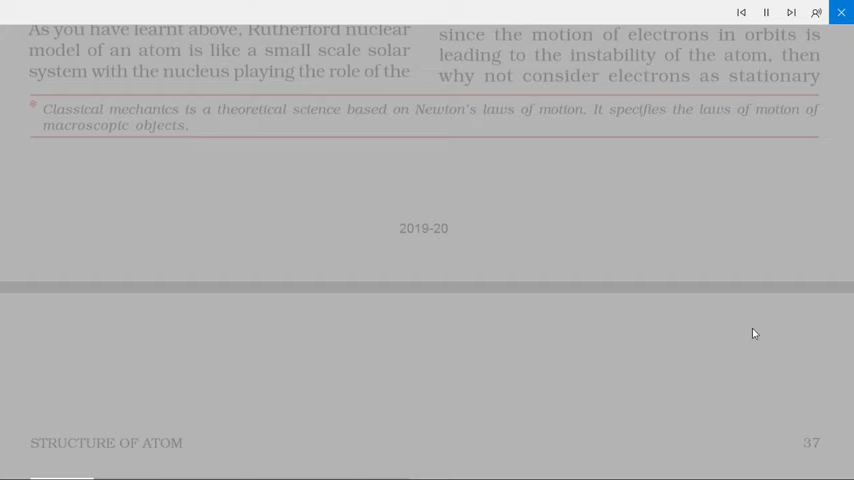 As you have learnt above, Rutherford nuclear
model of an atom is like a small scale solar
system with the nucleus playing the role of the
since the motion of electrons in orbits is
leading to the instability of the atom, then
why not consider electrons as stationary
* Classical mechanics is a theoretical science based on Newton's laws of motion. It specifies the laws of motion of
macroscopic objects.
2019-20
STRUCTURE OF ATOM
37